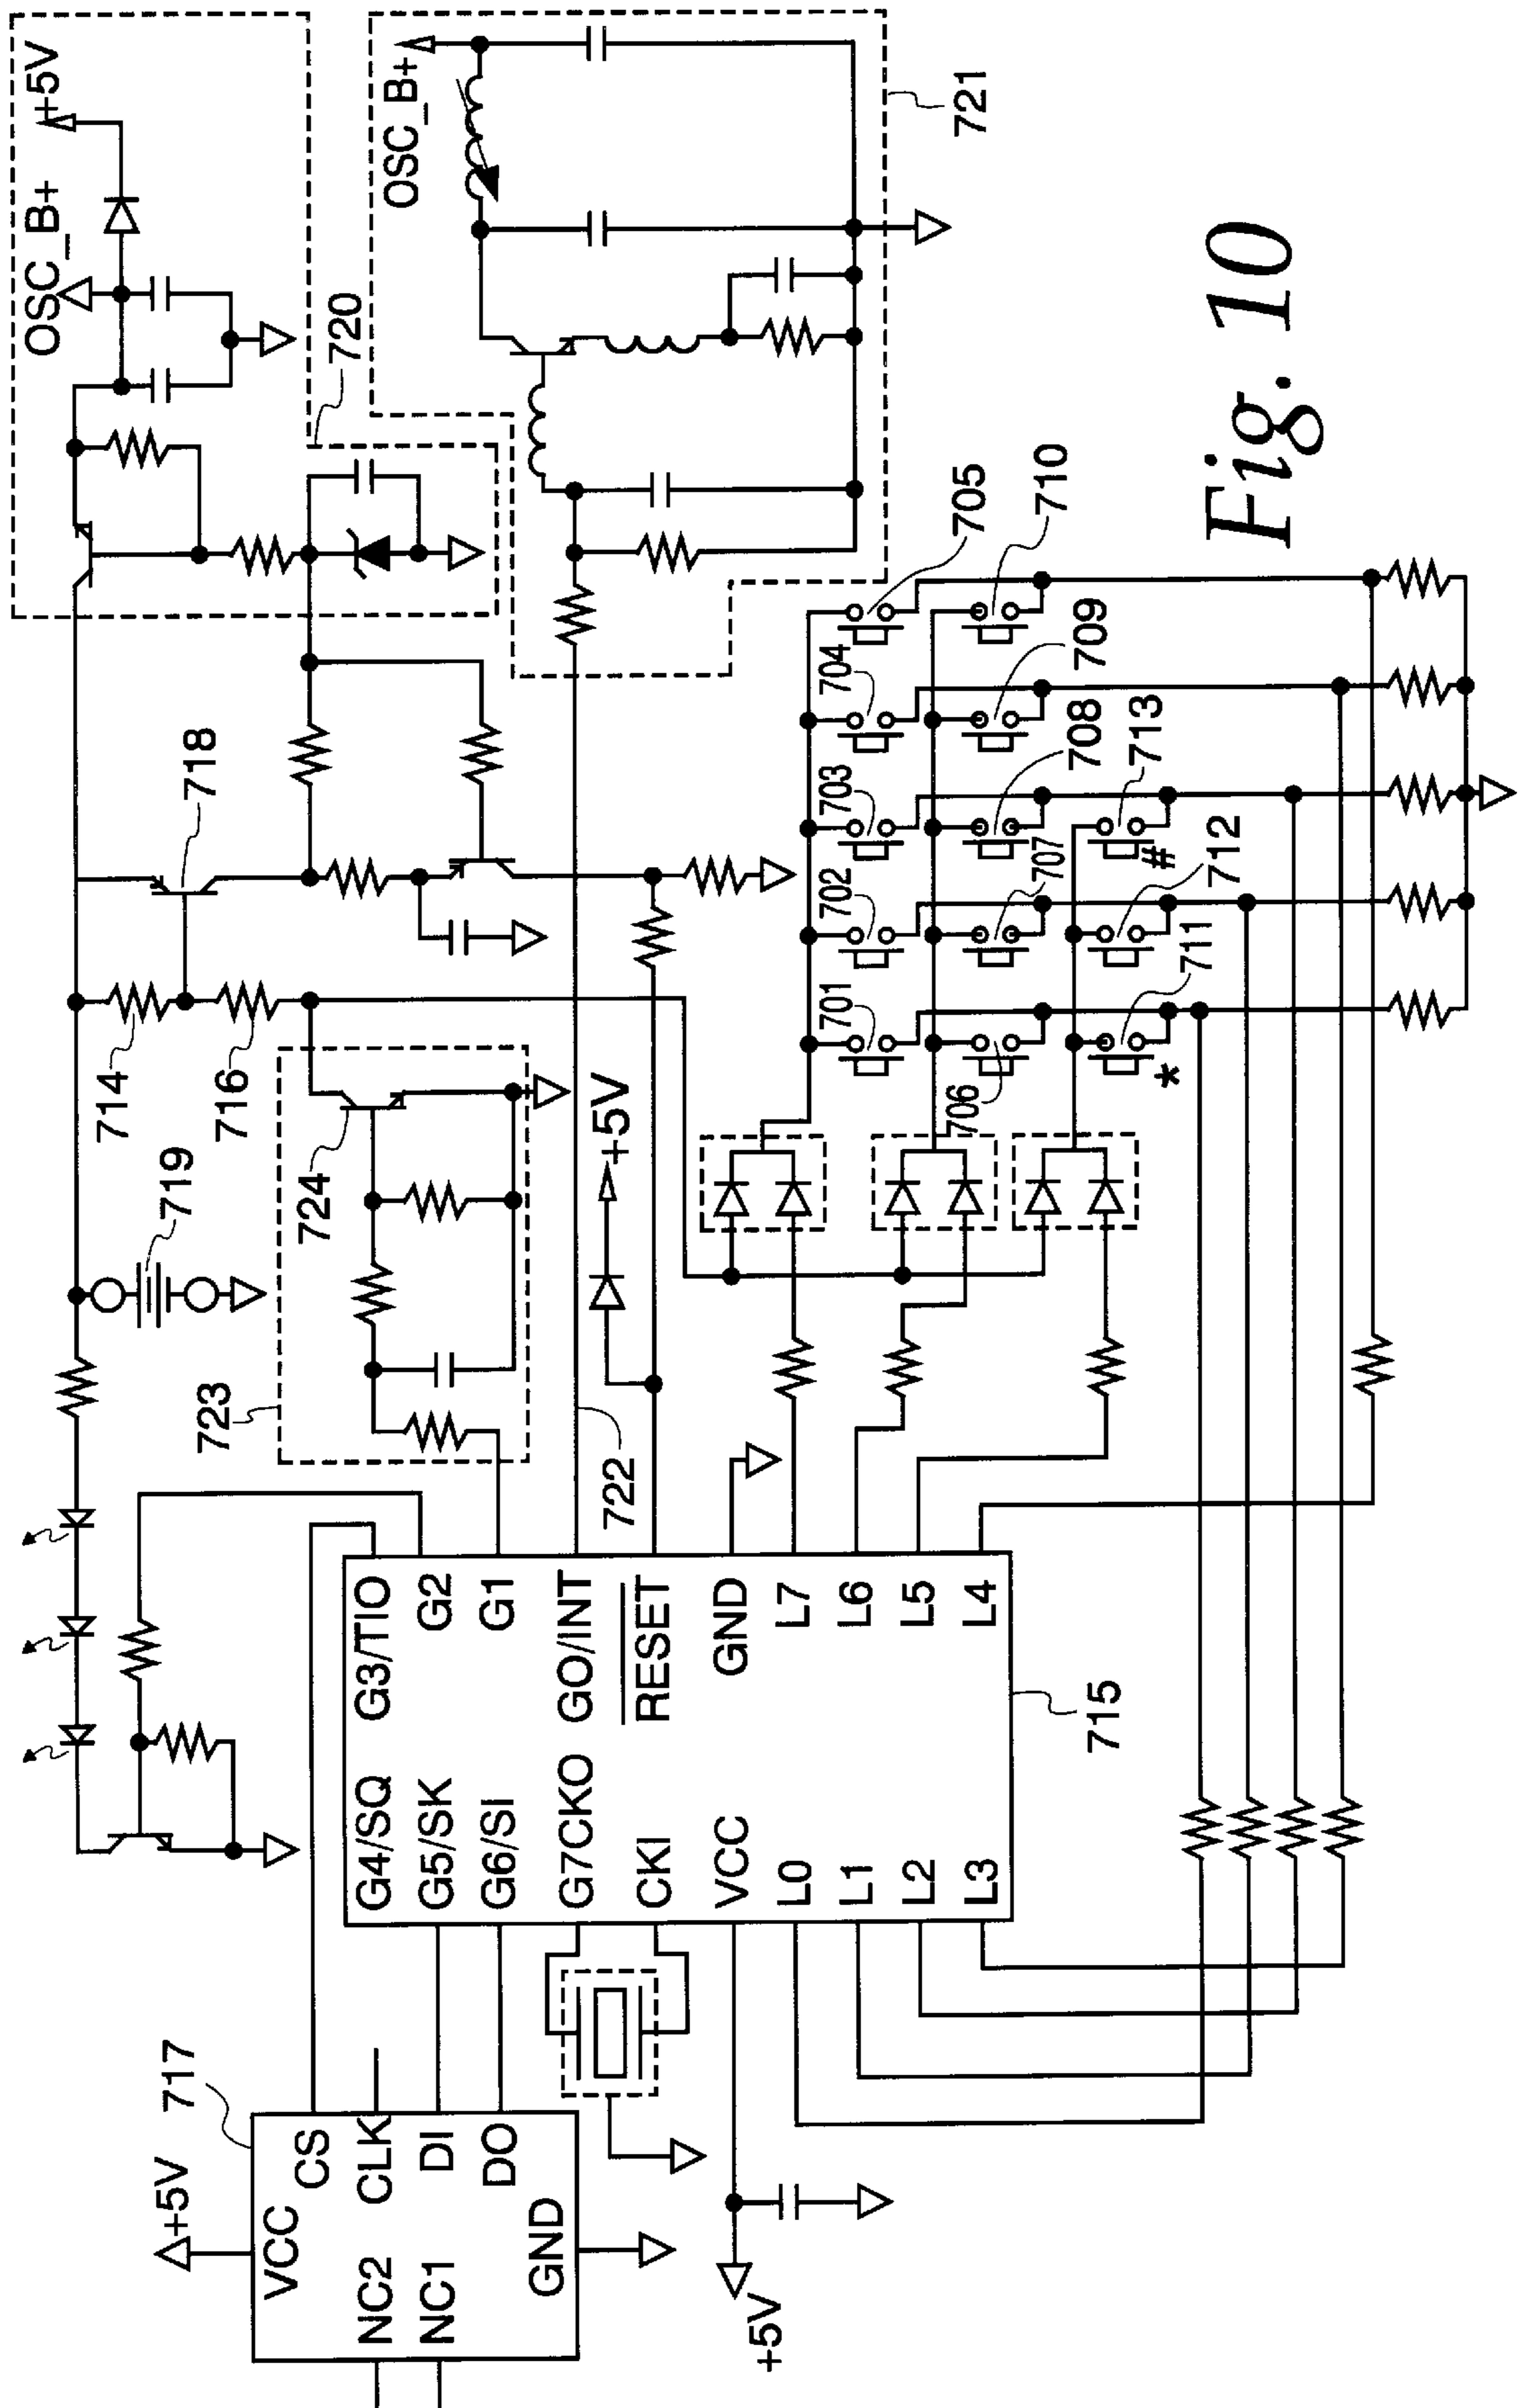 +5V
717
VCC
CS
CLK
DI
DO
NC2
NC1
GND
+5V
G4/SQ
G5/SK
G6/SI
G7CKO
CKI
VCC
L0
L1
L2
L3
G3/TIO
G2
G1
GO/INT
RESET
GND
L7
L6
L5
L4
715
723
722
719
724
714
716
718
+5V
OSC_B+
+5V
720
OSC_B+
721
701
702
703
704
705
706
707
708
709
710
*
711
712
#
713
Fig. 10